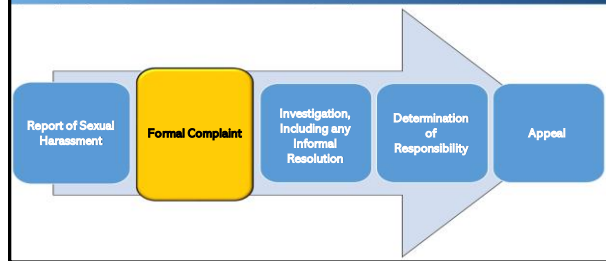 Report of Sexual
Harassment
Formal Complaint
Investigation,
Including any
Informal
Resolution
Determination
of
Responsibility
Appeal